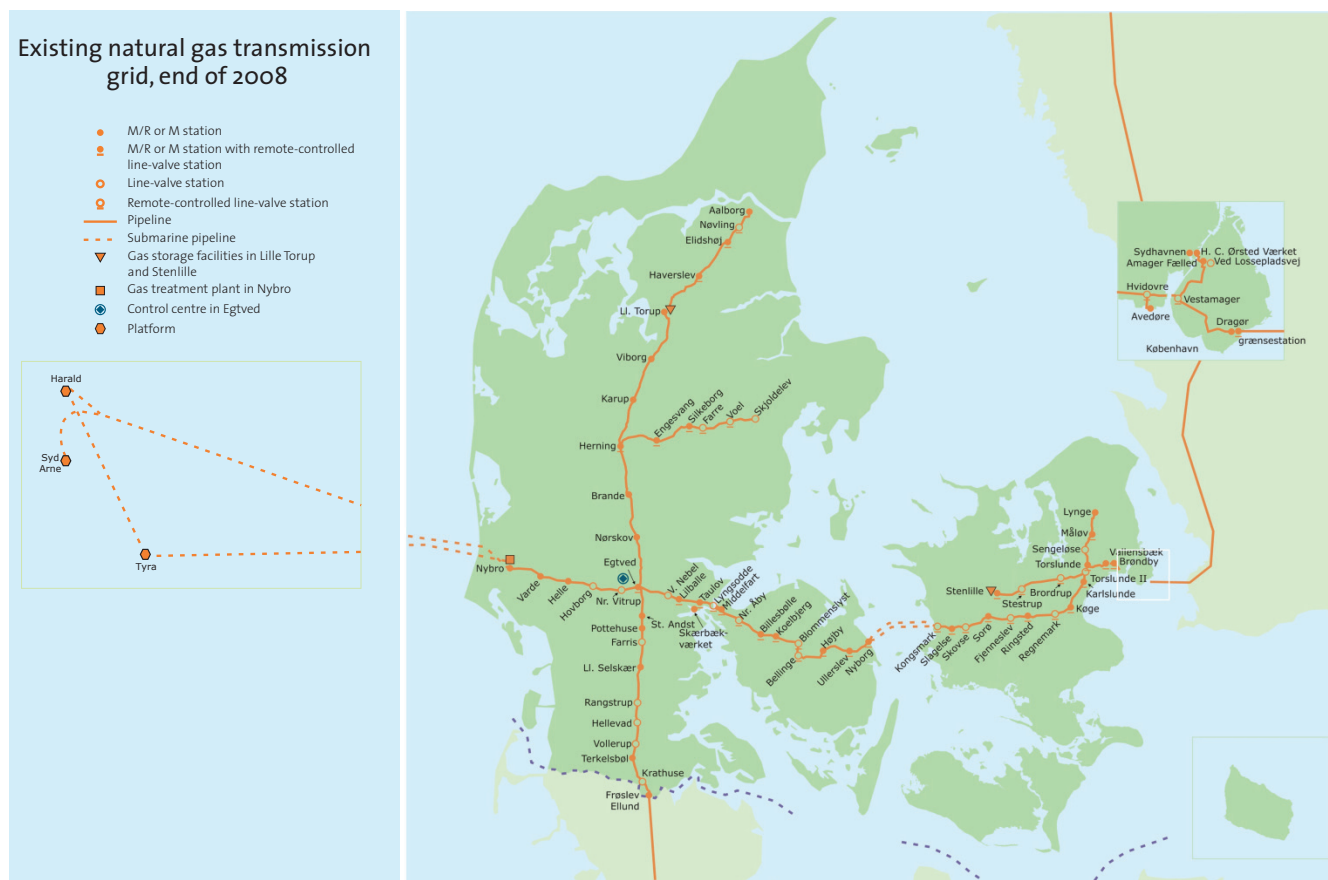 Existing natural gas transmission
grid, end of 2008
M/R or M station
M/R or M station with remote-controlled
line-valve station
Line-valve station
Remote-controlled line-valve station
Pipeline
Submarine pipeline
Gas storage facilities in Lille Torup
and Stenlille
Gas treatment plant in Nybro
Control centre in Egtved
Platform
Harald
Syd
Arne
Tyra
Aalborg
Nøvling
Elidshøj
Haverslev
Ll. Torup
Viborg
Karup
Herning
Engesvang
Silkeborg
Farre
Voel
Skjoldelev
Brande
Nørskov
Egtved
Nybro
Varde
Helle
Hovborg
Nr. Vitrup
V. Nebel
Lilballe
Taulov
Lyngsodde
Middelfart
Nr. Åby
Billesbølle
Koelbjerg
Blommenslyst
Bellinge
Højby
Ullerslev
Nyborg
St. Andst
Skærbæk-
værket
Pottehuse
Farris
Ll. Selskær
Rangstrup
Hellevad
Vollerup
Terkelsbøl
Krathuse
Frøslev
Ellund
Kongsmark
Slagelse
Skovse
Sorø
Fjenneslev
Ringsted
Regnemark
Køge
Karlslunde
Torslunde II
Brordrup
Stestrup
Stenlille
Lynge
Måløv
Sengeløse
Torslunde
Vallensbæk
Brøndby
Sydhavnen
H. C. Ørsted Værket
Amager Fælled
Ved Lossepladsvej
Hvidovre
Vestamager
Avedøre
Dragør
grænsestation
København